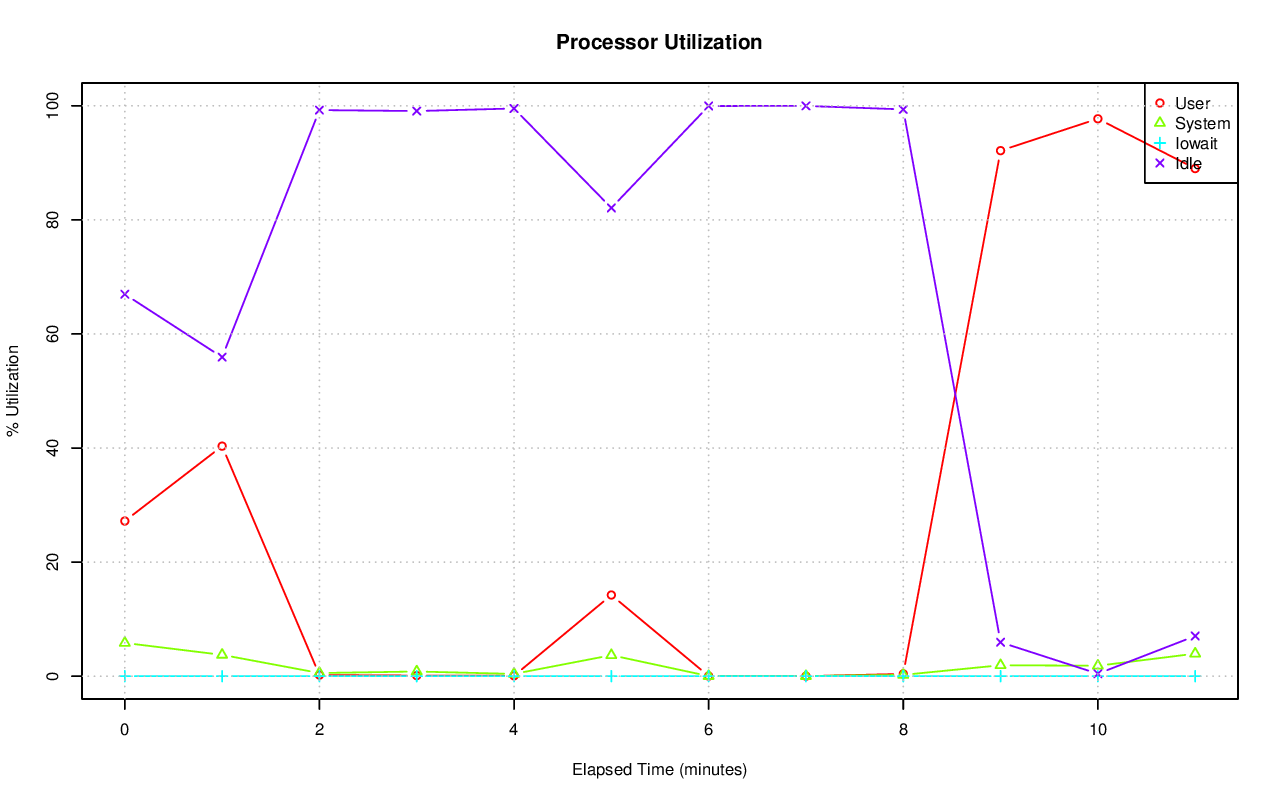 Processor Utilization
User
System
Iowait
Idle
% Utilization
100
80
60
40
20
0
0 2 4 6 8 10
Elapsed Time (minutes)